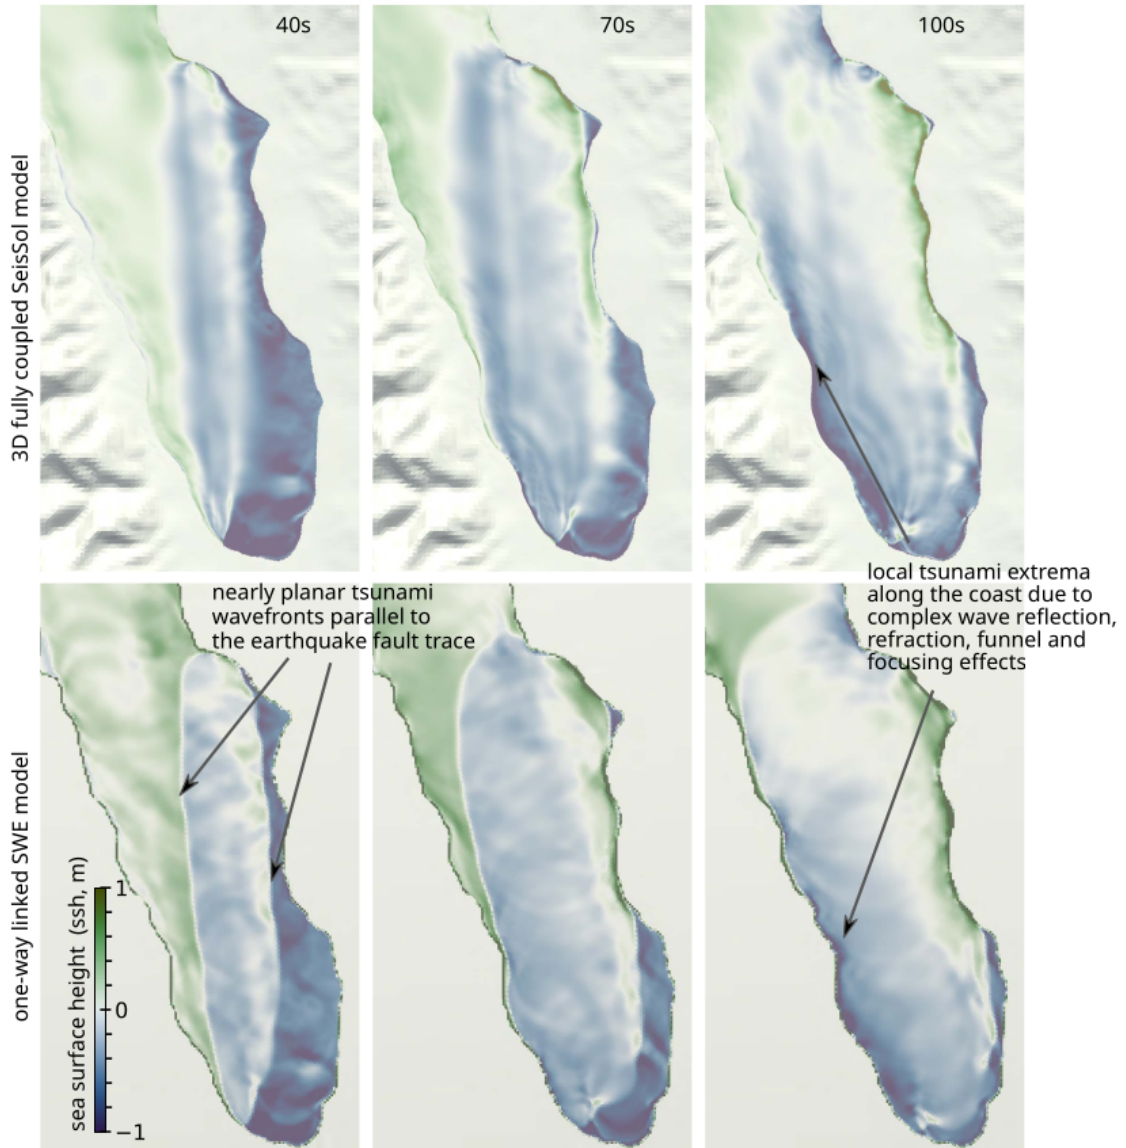 40s
70s
100s
3D fully coupled SeisSol model
local tsunami extrema
along the coast due to
complex wave reflection,
refraction, funnel and
focusing effects
nearly planar tsunami
wavefronts parallel to
the earthquake fault trace
one-way linked SWE model
sea surface height (ssh, m)
1
0
−1